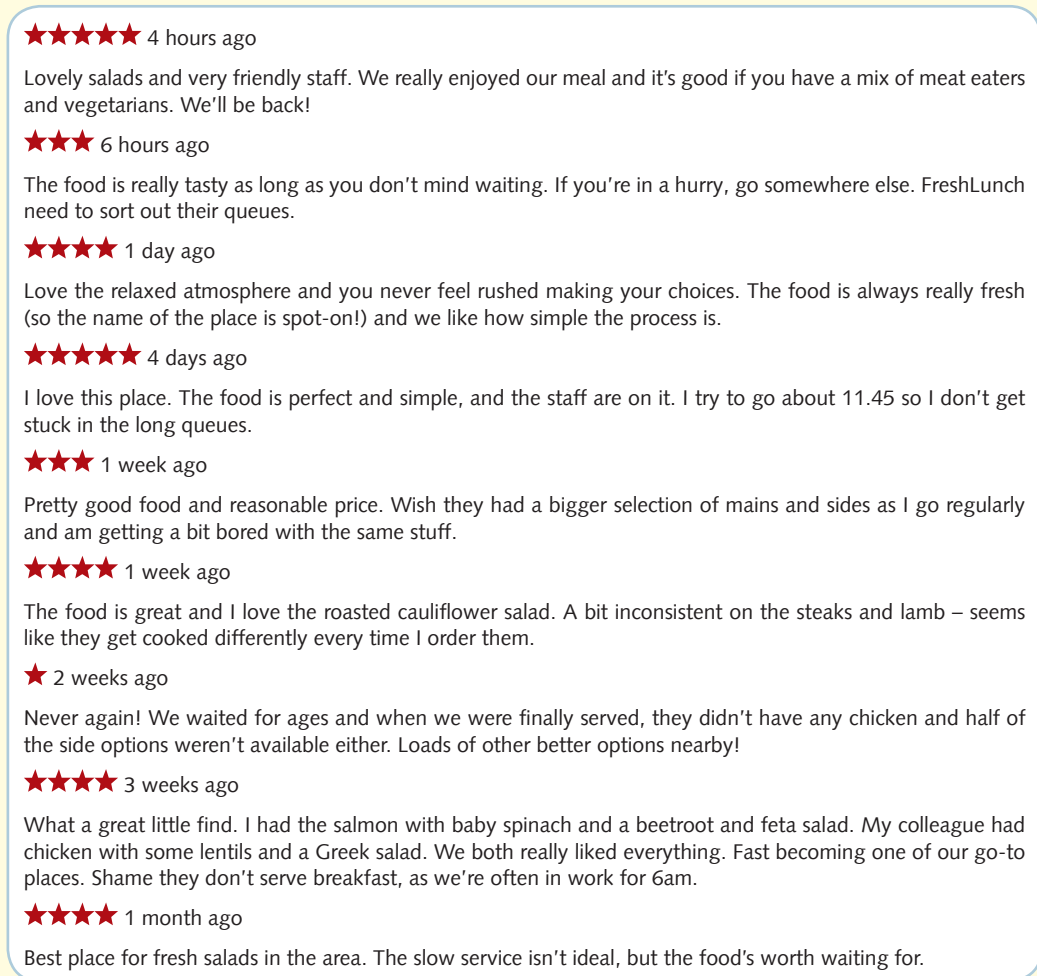 ★★★★★ 4 hours ago
Lovely salads and very friendly staff. We really enjoyed our meal and it's good if you have a mix of meat eaters
and vegetarians. We'll be back!
★★★ 6 hours ago
The food is really tasty as long as you don't mind waiting. If you're in a hurry, go somewhere else. FreshLunch
need to sort out their queues.
★★★★ 1 day ago
Love the relaxed atmosphere and you never feel rushed making your choices. The food is always really fresh
(so the name of the place is spot-on!) and we like how simple the process is.
★★★★★ 4 days ago
I love this place. The food is perfect and simple, and the staff are on it. I try to go about 11.45 so I don't get
stuck in the long queues.
★★★ 1 week ago
Pretty good food and reasonable price. Wish they had a bigger selection of mains and sides as I go regularly
and am getting a bit bored with the same stuff.
★★★★ 1 week ago
The food is great and I love the roasted cauliflower salad. A bit inconsistent on the steaks and lamb – seems
like they get cooked differently every time I order them.
★ 2 weeks ago
Never again! We waited for ages and when we were finally served, they didn't have any chicken and half of
the side options weren't available either. Loads of other better options nearby!
★★★★ 3 weeks ago
What a great little find. I had the salmon with baby spinach and a beetroot and feta salad. My colleague had
chicken with some lentils and a Greek salad. We both really liked everything. Fast becoming one of our go-to
places. Shame they don't serve breakfast, as we're often in work for 6am.
★★★★ 1 month ago
Best place for fresh salads in the area. The slow service isn't ideal, but the food's worth waiting for.